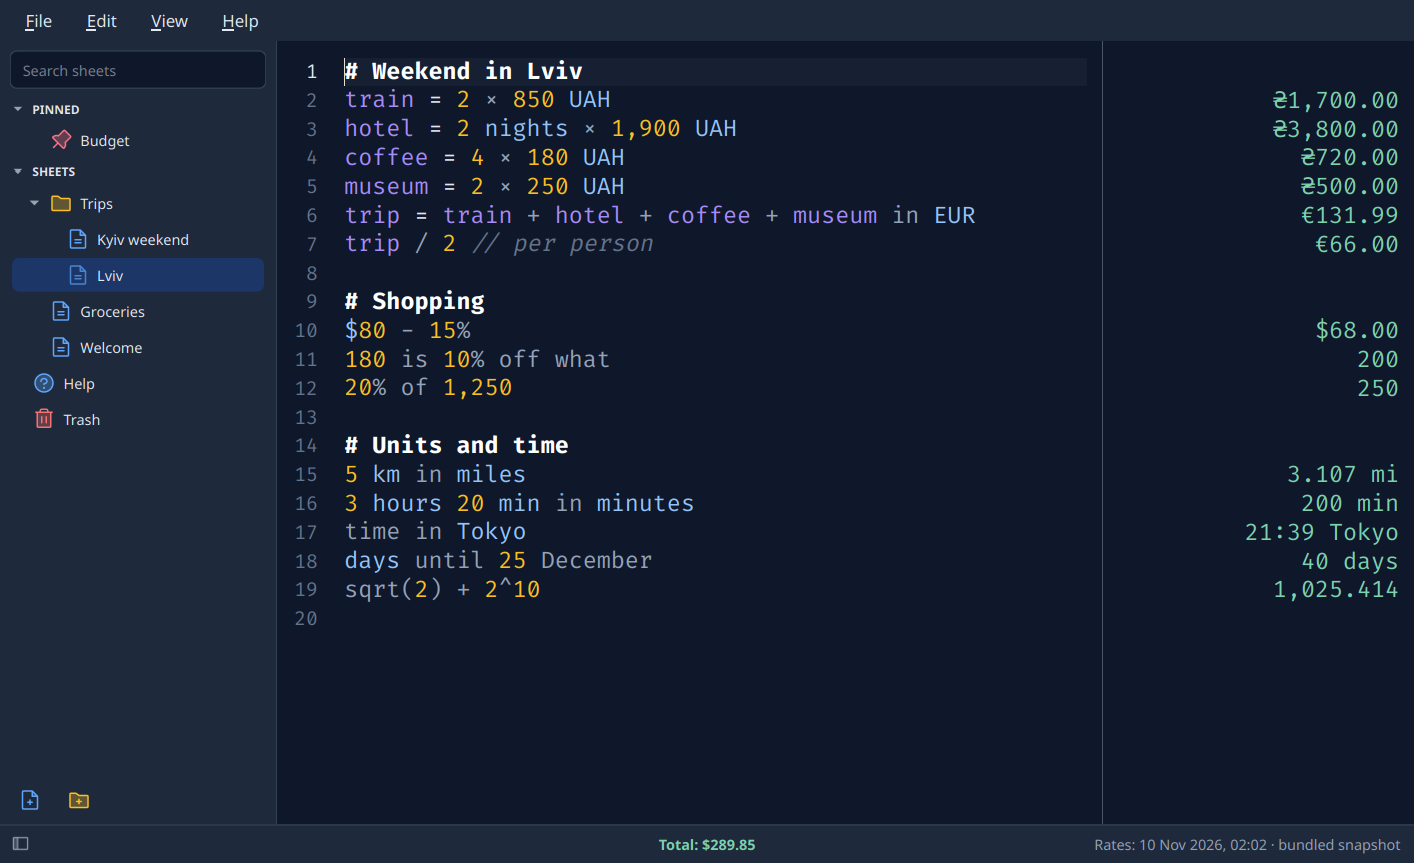 File Edit View Help
Search sheets
PINNED
Budget
SHEETS
Trips
Kyiv weekend
Lviv
Groceries
Welcome
Help
Trash
1 # Weekend in Lviv
2 train = 2 × 850 UAH ₴1,700.00
3 hotel = 2 nights × 1,900 UAH ₴3,800.00
4 coffee = 4 × 180 UAH ₴720.00
5 museum = 2 × 250 UAH ₴500.00
6 trip = train + hotel + coffee + museum in EUR €131.99
7 trip / 2 // per person €66.00
8
9 # Shopping
10 $80 − 15% $68.00
11 180 is 10% off what 200
12 20% of 1,250 250
13
14 # Units and time
15 5 km in miles 3.107 mi
16 3 hours 20 min in minutes 200 min
17 time in Tokyo 21:39 Tokyo
18 days until 25 December 40 days
19 sqrt(2) + 2^10 1,025.414
20
Total: $289.85
Rates: 10 Nov 2026, 02:02 · bundled snapshot